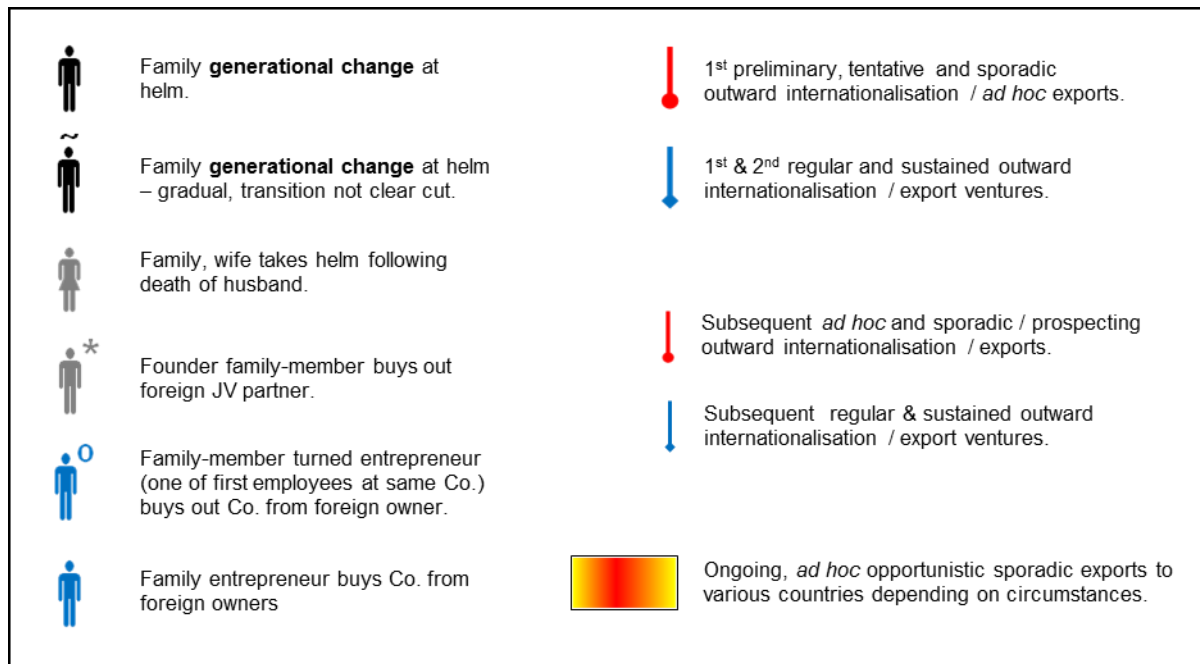 Family generational change at
helm.
~
Family generational change at helm
– gradual, transition not clear cut.
Family, wife takes helm following
death of husband.
*
Founder family-member buys out
foreign JV partner.
o
Family-member turned entrepreneur
(one of first employees at same Co.)
buys out Co. from foreign owner.
Family entrepreneur buys Co. from
foreign owners
1st preliminary, tentative and sporadic
outward internationalisation / ad hoc exports.
1st & 2nd regular and sustained outward
internationalisation / export ventures.
Subsequent ad hoc and sporadic / prospecting
outward internationalisation / exports.
Subsequent regular & sustained outward
internationalisation / export ventures.
Ongoing, ad hoc opportunistic sporadic exports to
various countries depending on circumstances.